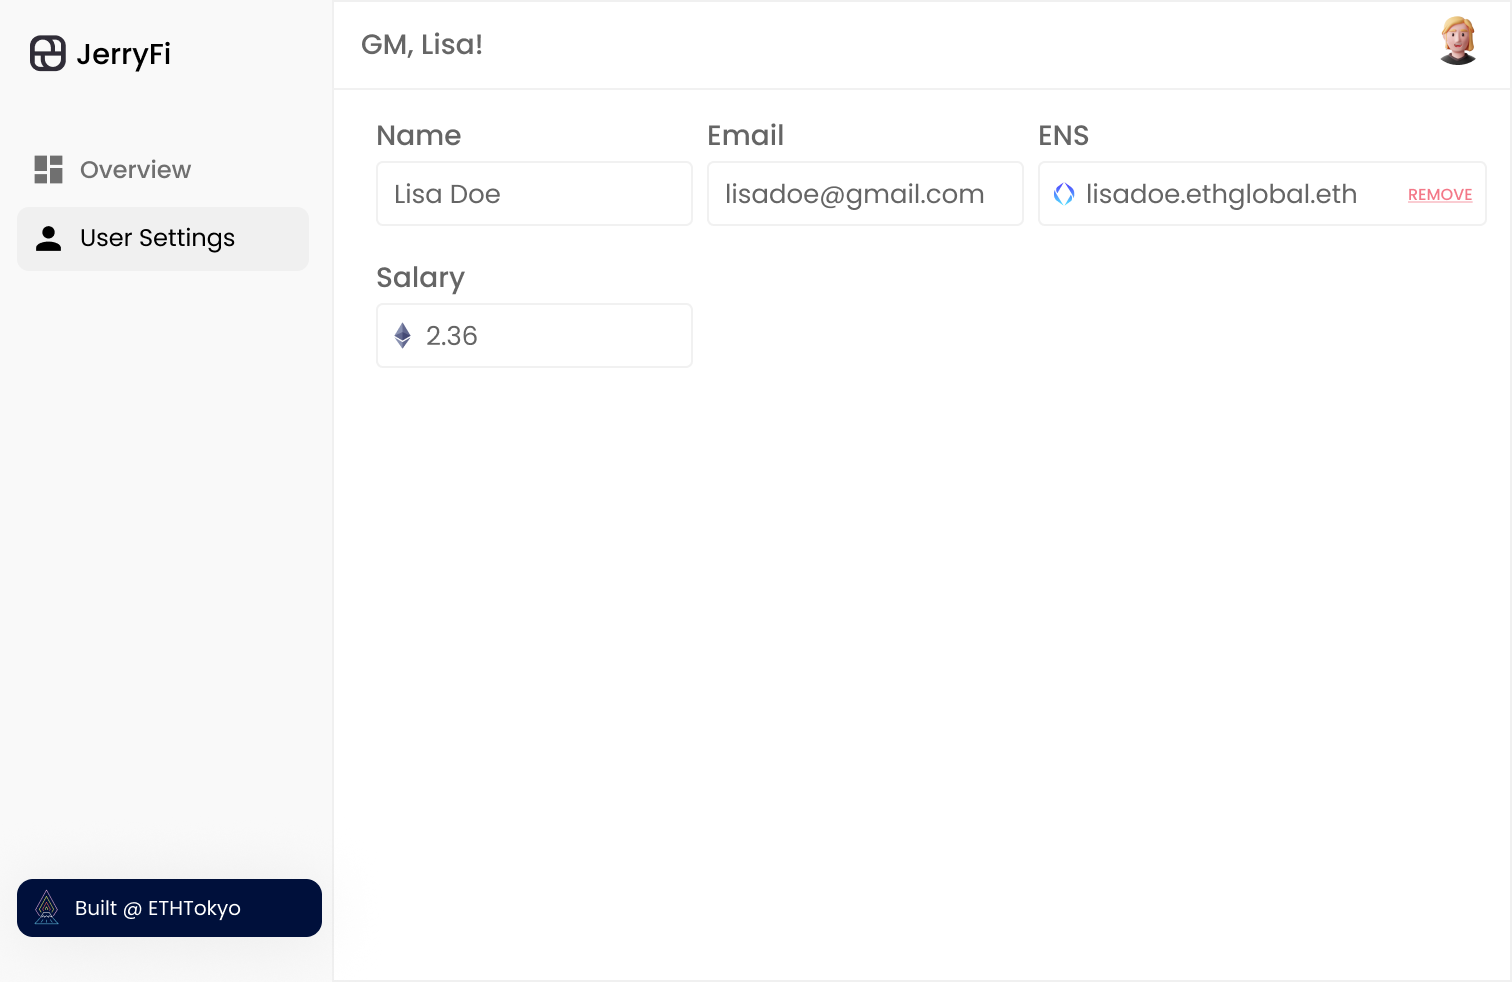 JerryFi
GM, Lisa!
Overview
User Settings
Name
Lisa Doe
Email
lisadoe@gmail.com
ENS
lisadoe.ethglobal.eth
REMOVE
Salary
2.36
Built @ ETHTokyo